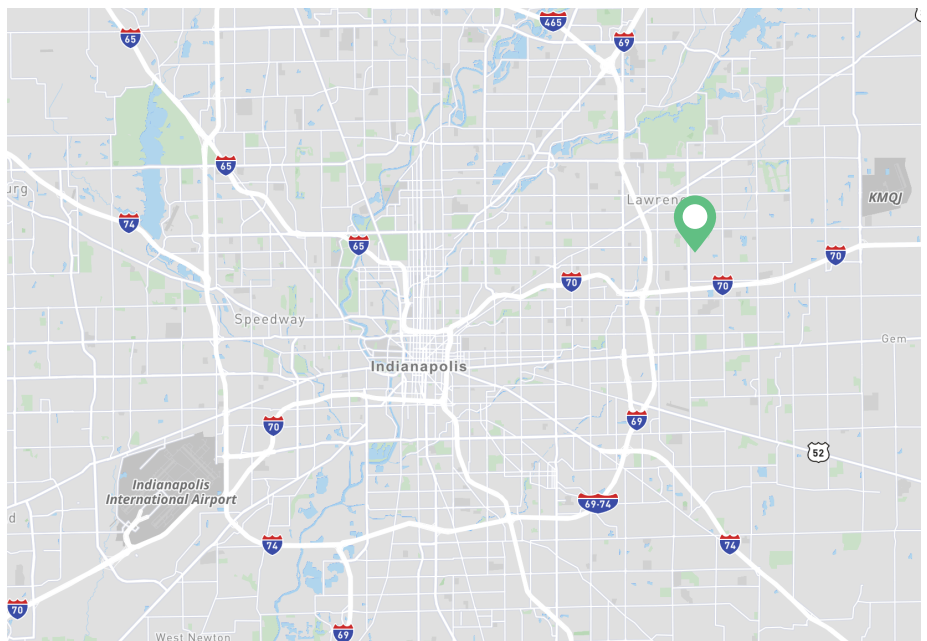 465
65
69
65
urg
Lawren
KMQJ
74
65
70
70
70
Speedway
Gem
Indianapolis
69
70
52
Indianapolis
International Airport
69-74
d
74
74
70
69
West Newton